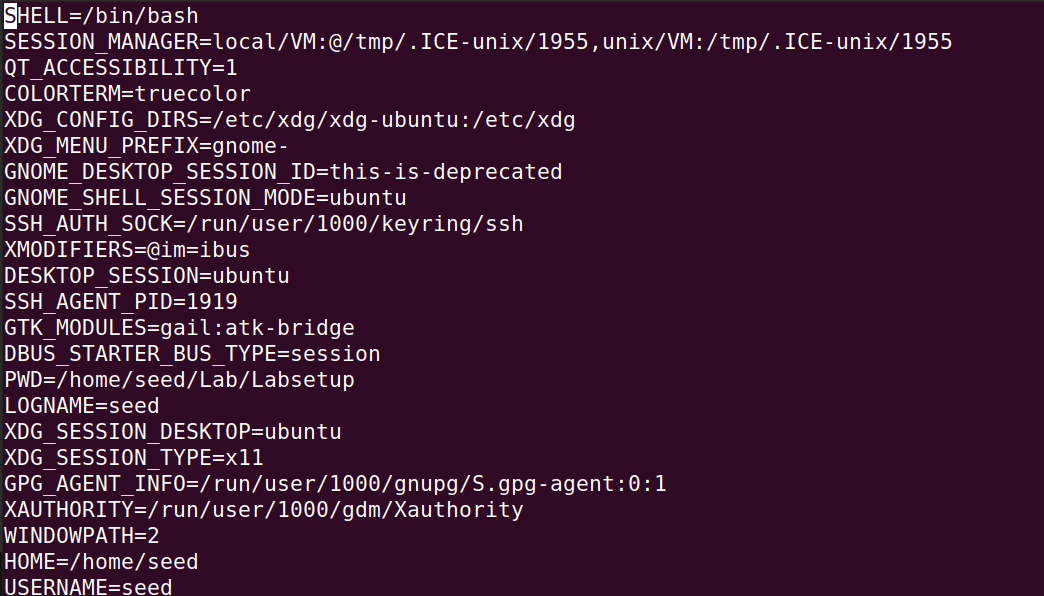 SHELL=/bin/bash
SESSION_MANAGER=local/VM:@/tmp/.ICE-unix/1955,unix/VM:/tmp/.ICE-unix/1955
QT_ACCESSIBILITY=1
COLORTERM=truecolor
XDG_CONFIG_DIRS=/etc/xdg/xdg-ubuntu:/etc/xdg
XDG_MENU_PREFIX=gnome-
GNOME_DESKTOP_SESSION_ID=this-is-deprecated
GNOME_SHELL_SESSION_MODE=ubuntu
SSH_AUTH_SOCK=/run/user/1000/keyring/ssh
XMODIFIERS=@im=ibus
DESKTOP_SESSION=ubuntu
SSH_AGENT_PID=1919
GTK_MODULES=gail:atk-bridge
DBUS_STARTER_BUS_TYPE=session
PWD=/home/seed/Lab/Labsetup
LOGNAME=seed
XDG_SESSION_DESKTOP=ubuntu
XDG_SESSION_TYPE=x11
GPG_AGENT_INFO=/run/user/1000/gnupg/S.gpg-agent:0:1
XAUTHORITY=/run/user/1000/gdm/Xauthority
WINDOWPATH=2
HOME=/home/seed
USERNAME=seed